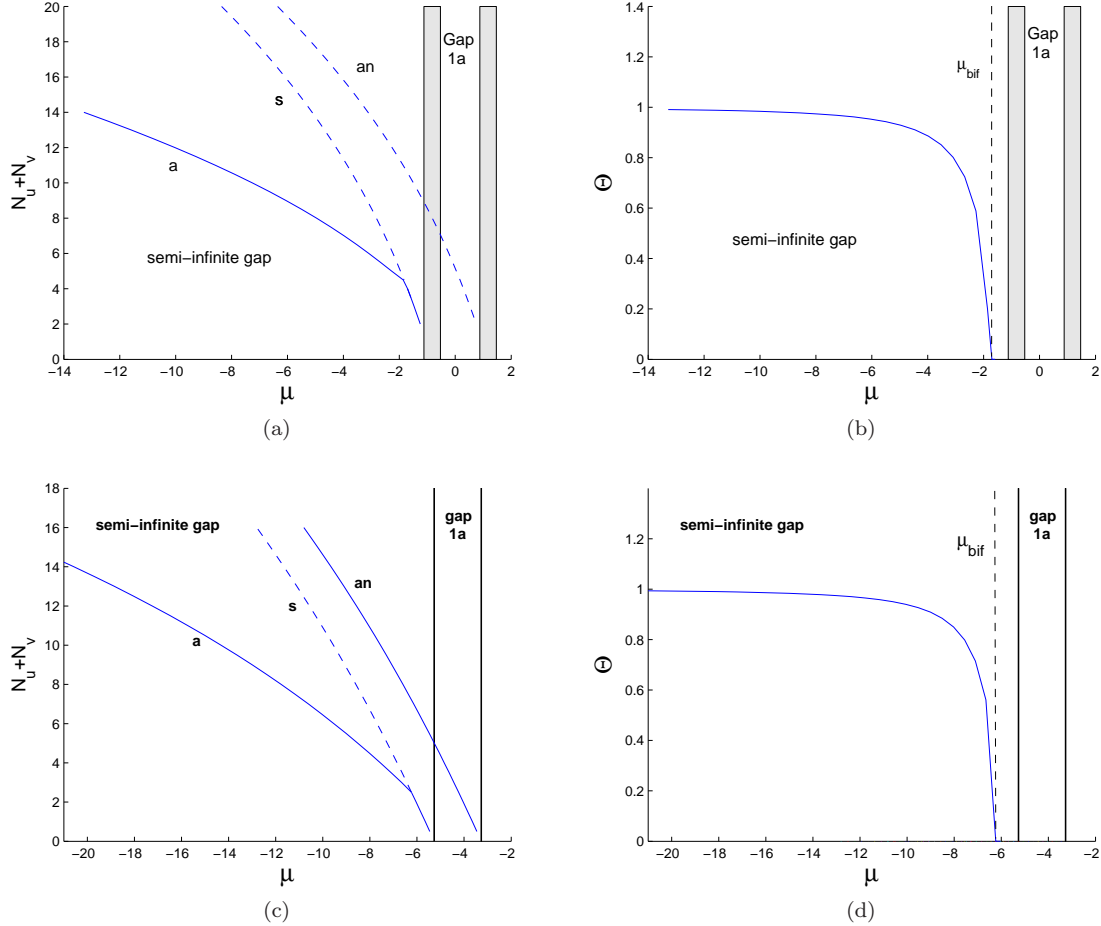 20
18
16
14
12
10
8
6
4
2
0
N_u+N_v
an
s
a
Gap
1a
semi−infinite gap
−14 −12 −10 −8 −6 −4 −2 0 2
μ
(a)
1.4
1.2
1
0.8
0.6
0.4
0.2
0
Θ
μ_bif
Gap
1a
semi−infinite gap
−14 −12 −10 −8 −6 −4 −2 0 2
μ
(b)
18
16
14
12
10
8
6
4
2
0
N_u+N_v
semi−infinite gap
gap
1a
an
s
a
−20 −18 −16 −14 −12 −10 −8 −6 −4 −2
μ
(c)
1.2
1
0.8
0.6
0.4
0.2
0
Θ
semi−infinite gap
μ_bif
gap
1a
−20 −18 −16 −14 −12 −10 −8 −6 −4 −2
μ
(d)